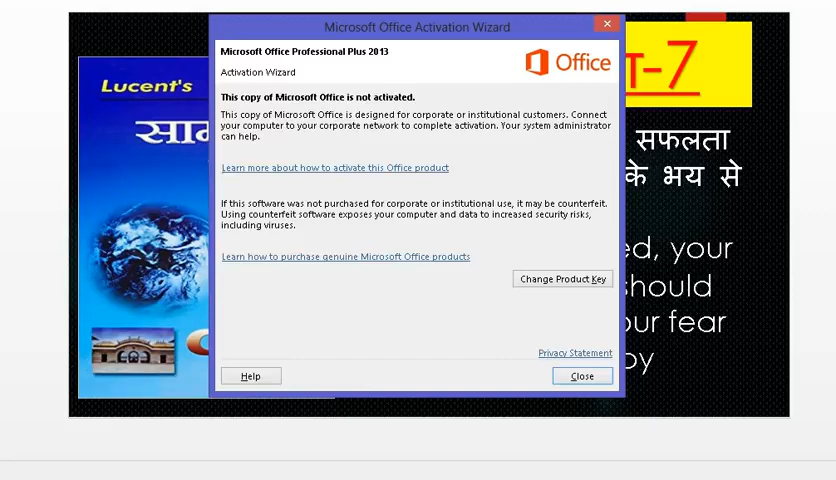 Microsoft Office Activation Wizard
Microsoft Office Professional Plus 2013
Activation Wizard
Office
This copy of Microsoft Office is not activated.
This copy of Microsoft Office is designed for corporate or institutional customers. Connect
your computer to your corporate network to complete activation. Your system administrator
can help.
Learn more about how to activate this Office product
If this software was not purchased for corporate or institutional use, it may be counterfeit.
Using counterfeit software exposes your computer and data to increased security risks,
including viruses.
Learn how to purchase genuine Microsoft Office products
Change Product Key
Privacy Statement
Help
Close
Lucent's
-7
सफलता
के भय से
your
should
fear